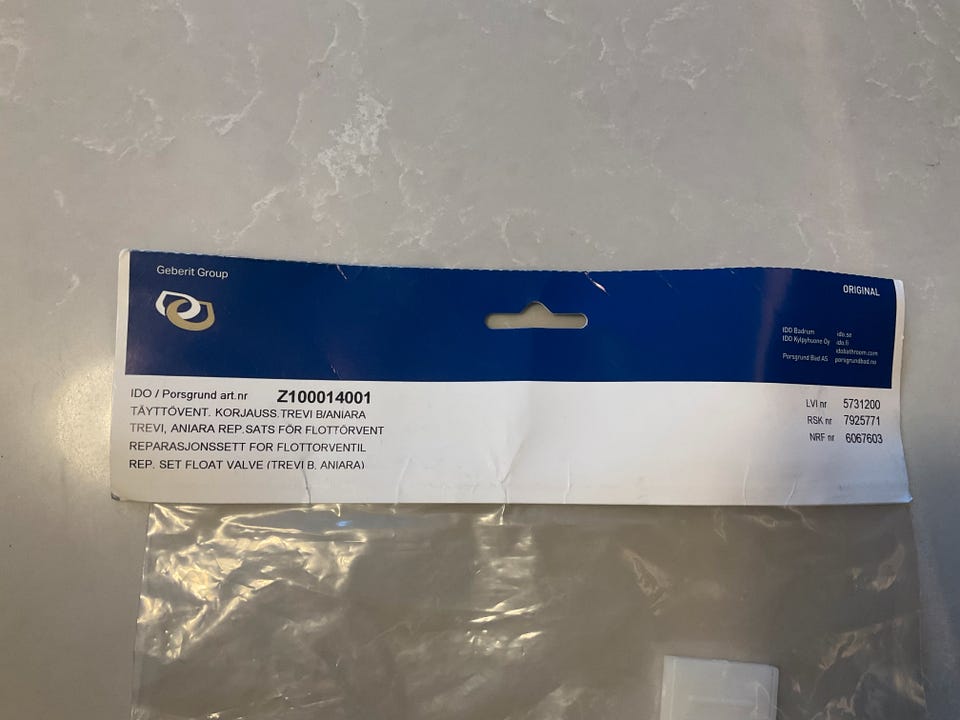 Geberit Group
ORIGINAL
IDO Badrum ido.se
IDO Kylpyhuone Oy ido.fi
idobathroom.com
Porsgrund Bad AS porsgrundbad.no
IDO / Porsgrund art.nr Z100014001
TÄYTTÖVENT. KORJAUSS.TREVI B/ANIARA
TREVI, ANIARA REP.SATS FÖR FLOTTÖRVENT
REPARASJONSSETT FOR FLOTTORVENTIL
REP. SET FLOAT VALVE (TREVI B, ANIARA)
LVI nr 5731200
RSK nr 7925771
NRF nr 6067603